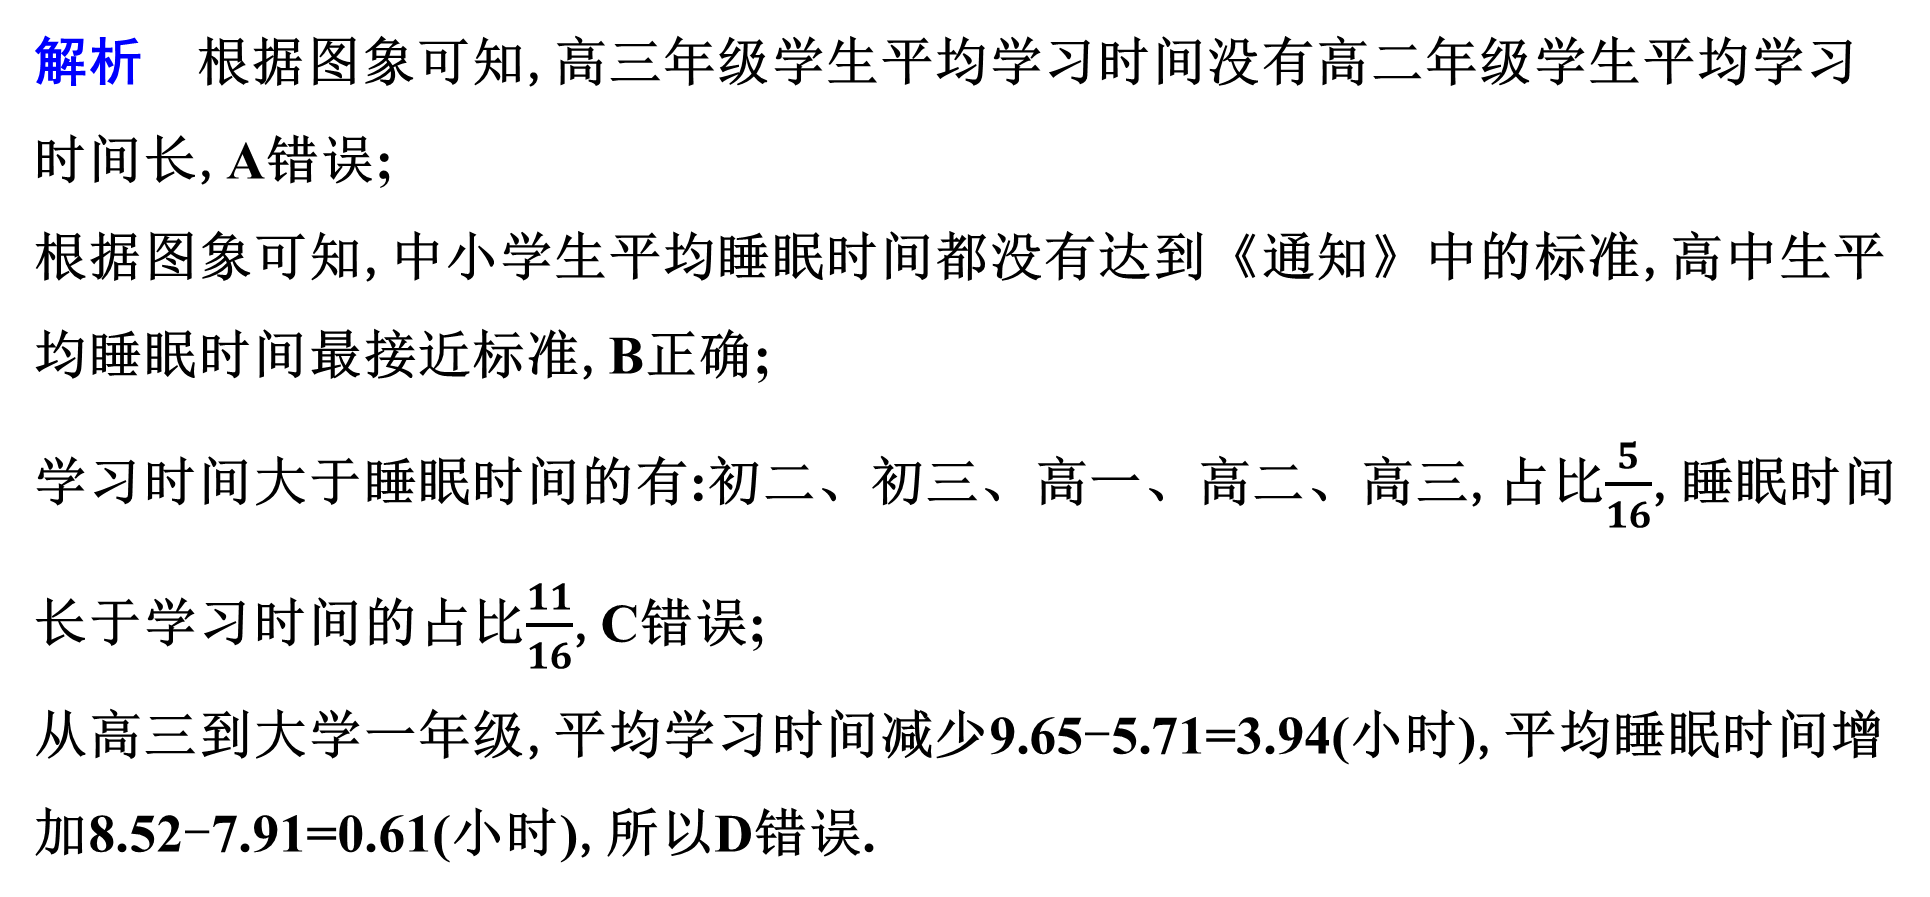 解析　根据图象可知,高三年级学生平均学习时间没有高二年级学生平均学习
时间长,A错误;
根据图象可知,中小学生平均睡眠时间都没有达到《通知》中的标准,高中生平
均睡眠时间最接近标准,B正确;
学习时间大于睡眠时间的有:初二、初三、高一、高二、高三,占比5/16,睡眠时间
长于学习时间的占比11/16,C错误;
从高三到大学一年级,平均学习时间减少9.65−5.71=3.94(小时),平均睡眠时间增
加8.52−7.91=0.61(小时),所以D错误.